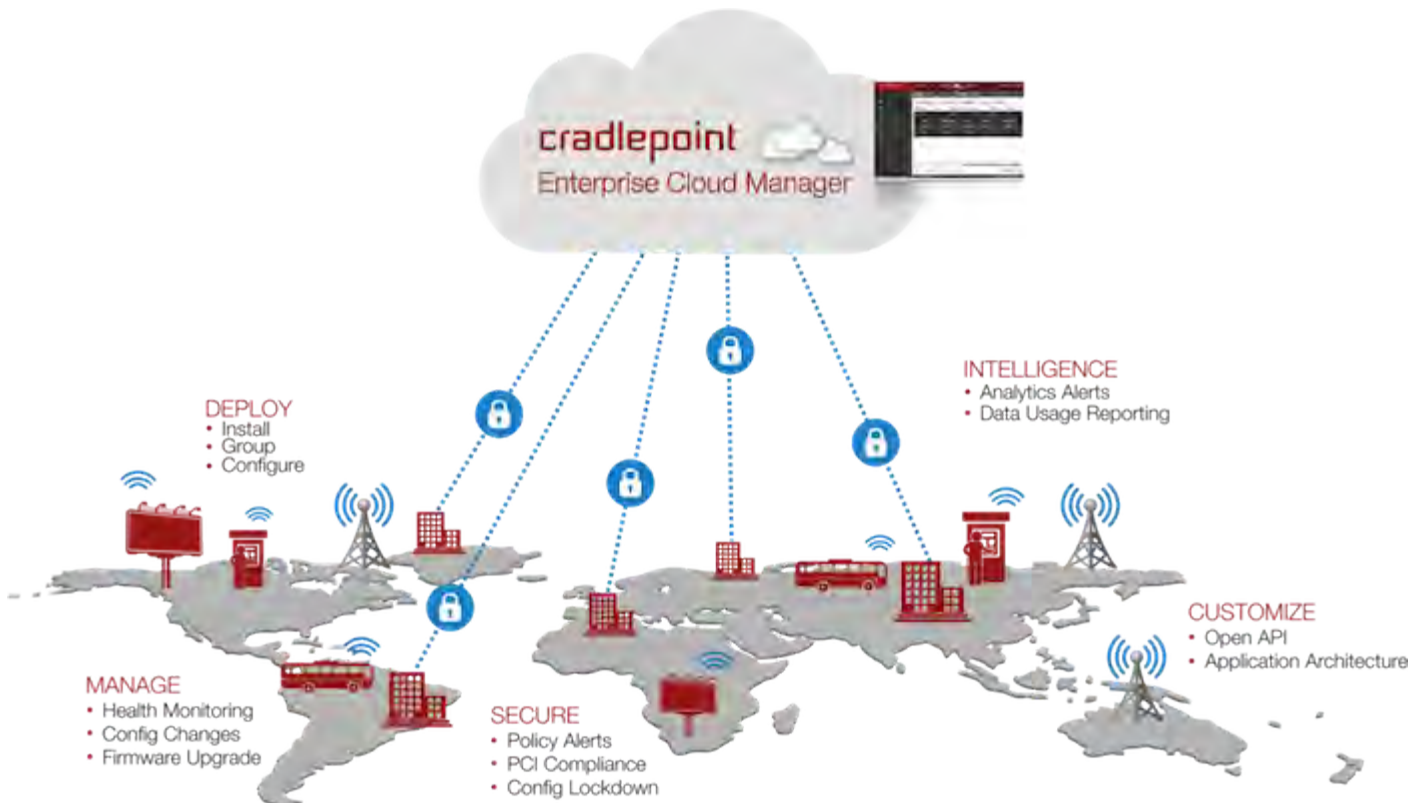 cradlepoint
Enterprise Cloud Manager
INTELLIGENCE
• Analytics Alerts
• Data Usage Reporting
DEPLOY
• Install
• Group
• Configure
CUSTOMIZE
• Open API
• Application Architecture
MANAGE
• Health Monitoring
• Config Changes
• Firmware Upgrade
SECURE
• Policy Alerts
• PCI Compliance
• Config Lockdown